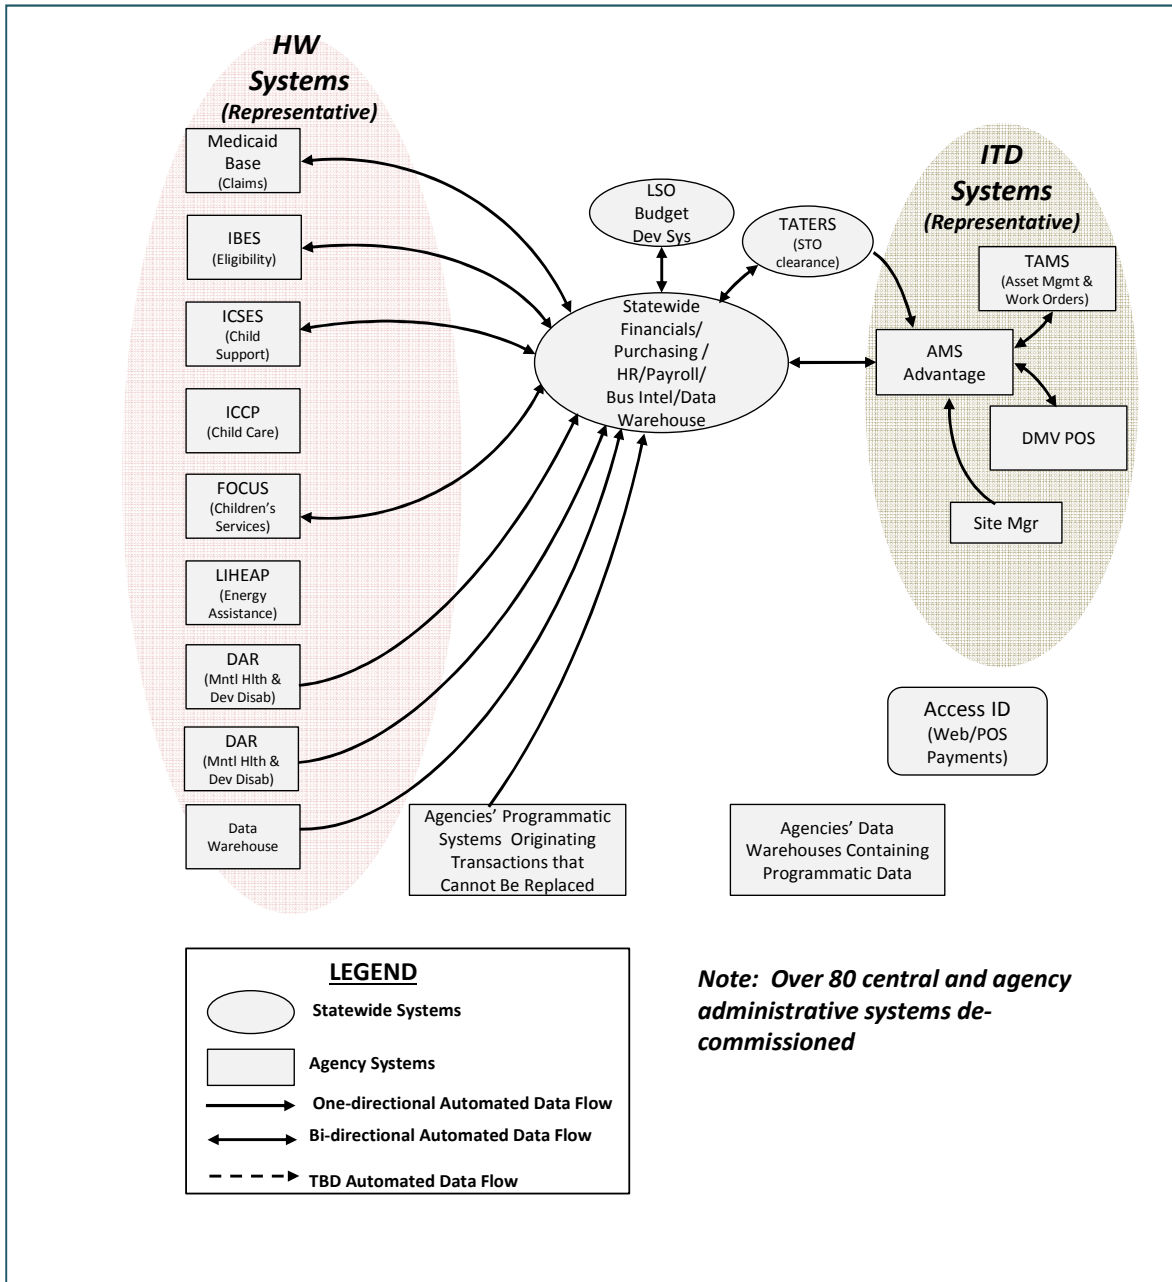 HW
Systems
(Representative)
Medicaid
Base
(Claims)
IBES
(Eligibility)
ICSES
(Child
Support)
ICCP
(Child Care)
FOCUS
(Children's
Services)
LIHEAP
(Energy
Assistance)
DAR
(Mntl Hlth &
Dev Disab)
DAR
(Mntl Hlth &
Dev Disab)
Data
Warehouse
LSO
Budget
Dev Sys
TATERS
(STO
clearance)
Statewide
Financials/
Purchasing /
HR/Payroll/
Bus Intel/Data
Warehouse
ITD
Systems
(Representative)
TAMS
(Asset Mgmt &
Work Orders)
AMS
Advantage
DMV POS
Site Mgr
Access ID
(Web/POS
Payments)
Agencies' Programmatic
Systems Originating
Transactions that
Cannot Be Replaced
Agencies' Data
Warehouses Containing
Programmatic Data
LEGEND
Statewide Systems
Agency Systems
One-directional Automated Data Flow
Bi-directional Automated Data Flow
TBD Automated Data Flow
Note: Over 80 central and agency
administrative systems de-
commissioned